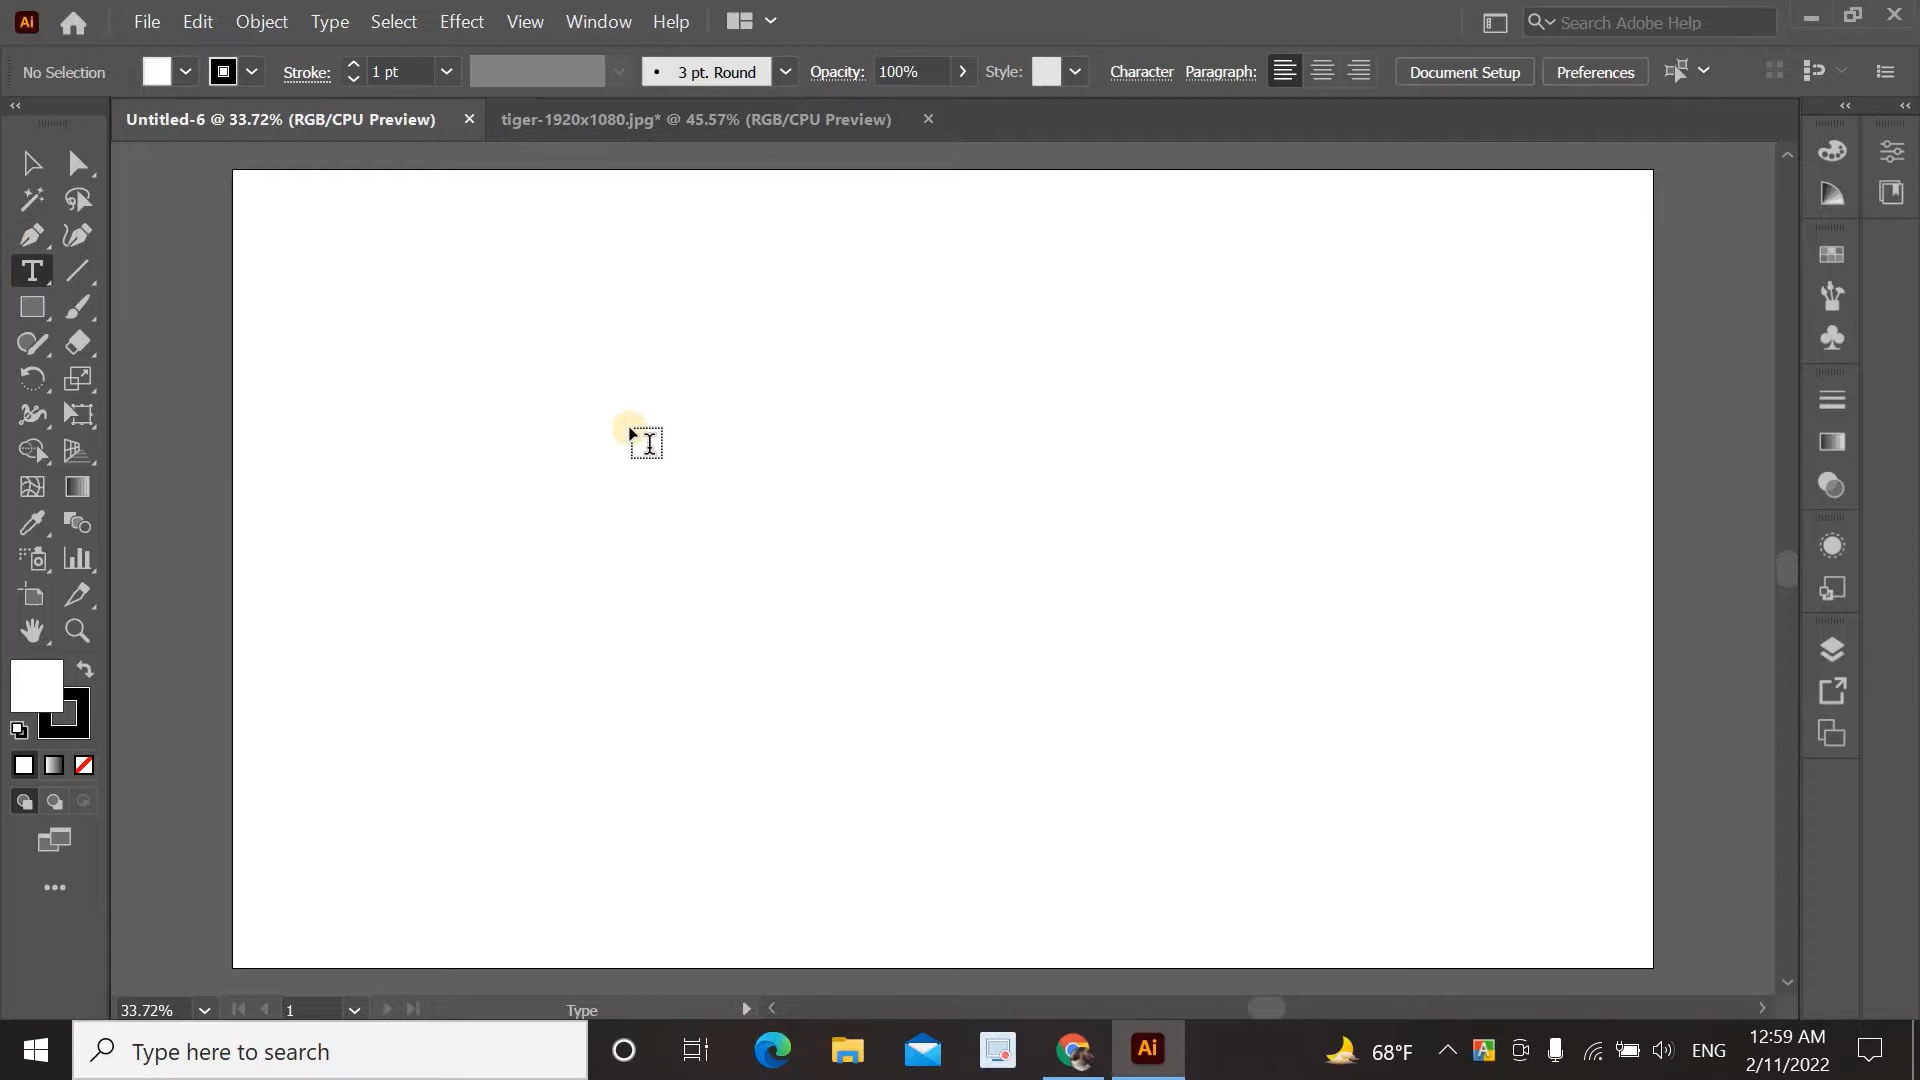 Ai File Edit Object Type Select Effect View Window Help Search Adobe Help
No Selection Stroke: 1 pt 3 pt. Round Opacity: 100% Style: Character Paragraph: Document Setup Preferences
Untitled-6 @ 33.72% (RGB/CPU Preview) tiger-1920x1080.jpg* @ 45.57% (RGB/CPU Preview)
T
33.72% 1 Type
Type here to search Ai 68°F A ENG 12:59 AM
2/11/2022